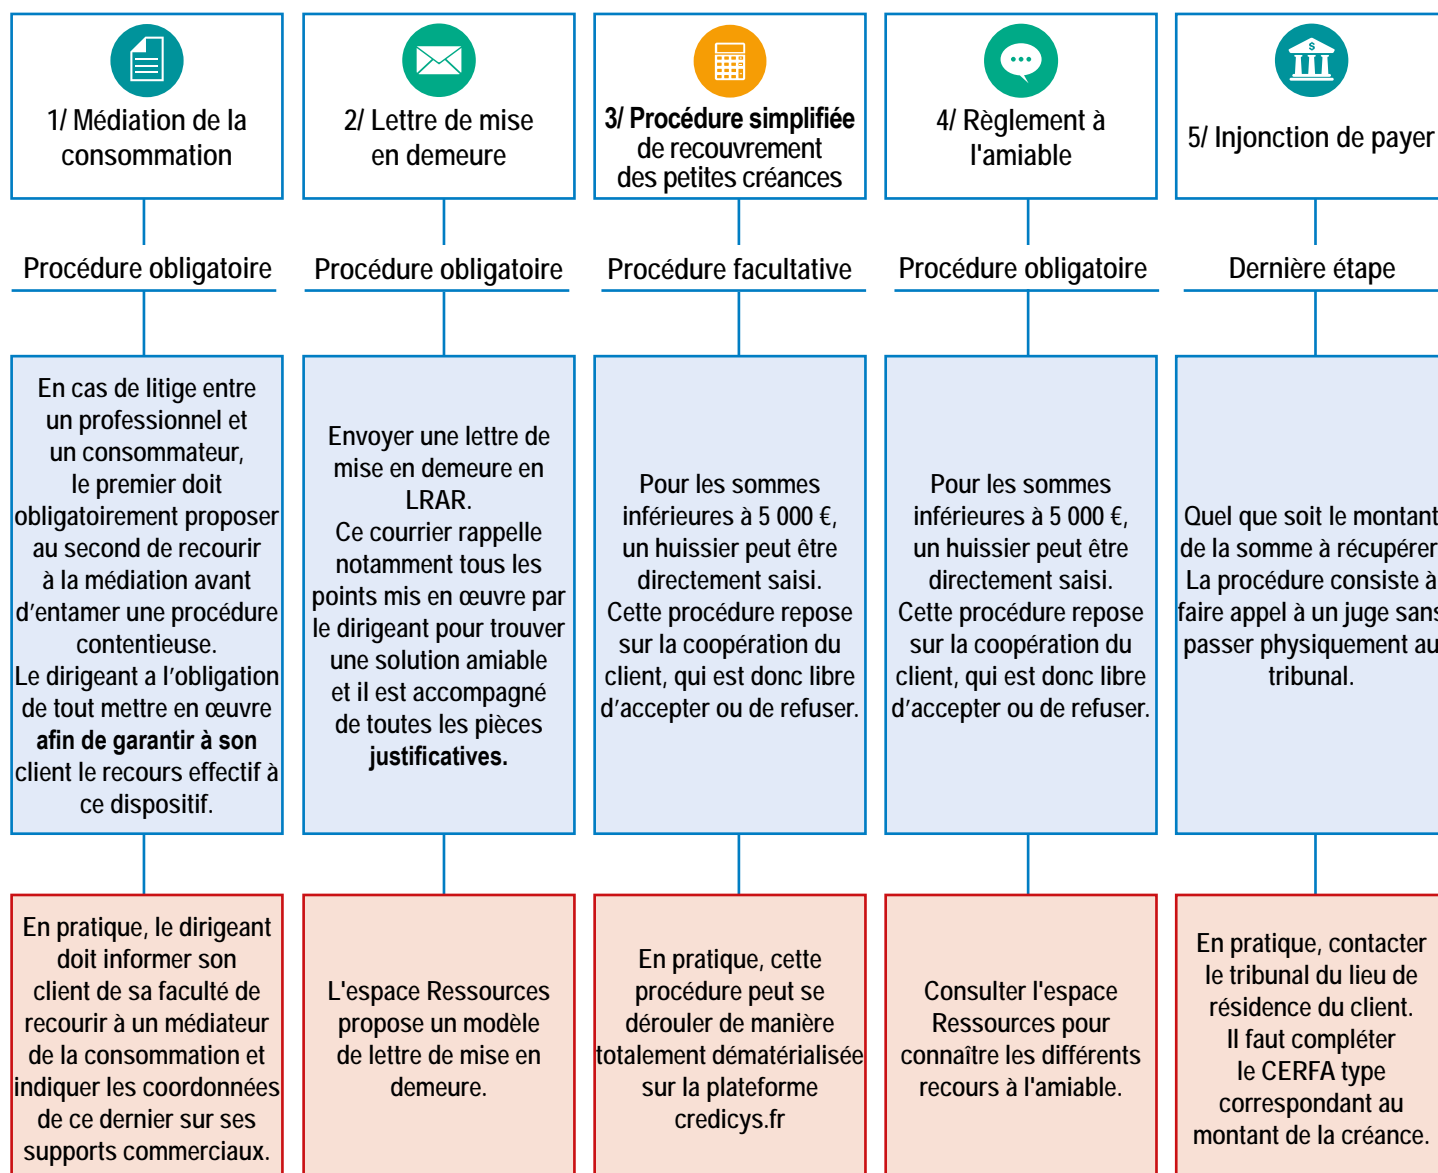 1/ Médiation de la
consommation
2/ Lettre de mise
en demeure
3/ Procédure simplifiée
de recouvrement
des petites créances
4/ Règlement à
l'amiable
5/ Injonction de payer
Procédure obligatoire
Procédure obligatoire
Procédure facultative
Procédure obligatoire
Dernière étape
En cas de litige entre
un professionnel et
un consommateur,
le premier doit
obligatoirement proposer
au second de recourir
à la médiation avant
d'entamer une procédure
contentieuse.
Le dirigeant a l'obligation
de tout mettre en œuvre
afin de garantir à son
client le recours effectif à
ce dispositif.
Envoyer une lettre de
mise en demeure en
LRAR.
Ce courrier rappelle
notamment tous les
points mis en œuvre par
le dirigeant pour trouver
une solution amiable
et il est accompagné
de toutes les pièces
justificatives.
Pour les sommes
inférieures à 5 000 €,
un huissier peut être
directement saisi.
Cette procédure repose
sur la coopération du
client, qui est donc libre
d'accepter ou de refuser.
Pour les sommes
inférieures à 5 000 €,
un huissier peut être
directement saisi.
Cette procédure repose
sur la coopération du
client, qui est donc libre
d'accepter ou de refuser.
Quel que soit le montant
de la somme à récupérer
La procédure consiste à
faire appel à un juge sans
passer physiquement au
tribunal.
En pratique, le dirigeant
doit informer son
client de sa faculté de
recourir à un médiateur
de la consommation et
indiquer les coordonnées
de ce dernier sur ses
supports commerciaux.
L'espace Ressources
propose un modèle
de lettre de mise en
demeure.
En pratique, cette
procédure peut se
dérouler de manière
totalement dématérialisée
sur la plateforme
credicys.fr
Consulter l'espace
Ressources pour
connaître les différents
recours à l'amiable.
En pratique, contacter
le tribunal du lieu de
résidence du client.
Il faut compléter
le CERFA type
correspondant au
montant de la créance.